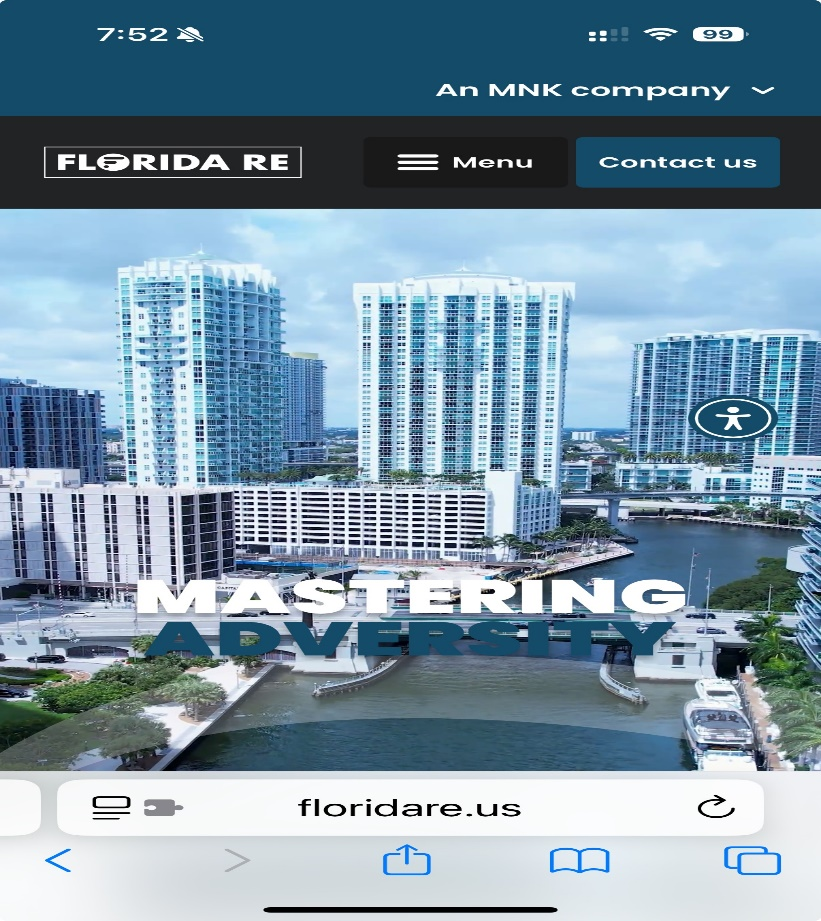 7:52
99
An MNK company
FLORIDA RE
Menu
Contact us
MASTERING
ADVERSITY
floridare.us